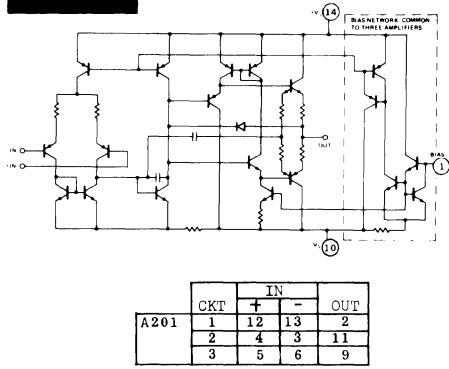 V+ 14
BIAS NETWORK COMMON
TO THREE AMPLIFIERS
IN
IN
OUT
BIAS
1
V- 10
IN
CKT + - OUT
A201 1 12 13 2
2 4 3 11
3 5 6 9